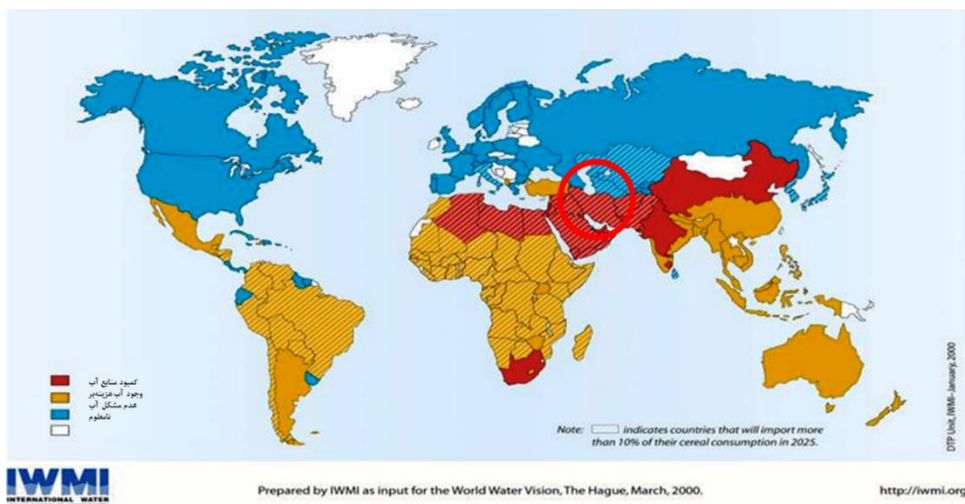 کمبود منابع آب
وجود آب هزینه‌بر
عدم مشکل آب
نامعلوم
Note: indicates countries that will import more
than 10% of their cereal consumption in 2025.
DTP Unit, IWMI-January, 2000
IWMI
INTERNATIONAL WATER
Prepared by IWMI as input for the World Water Vision, The Hague, March, 2000.
http://iwmi.org